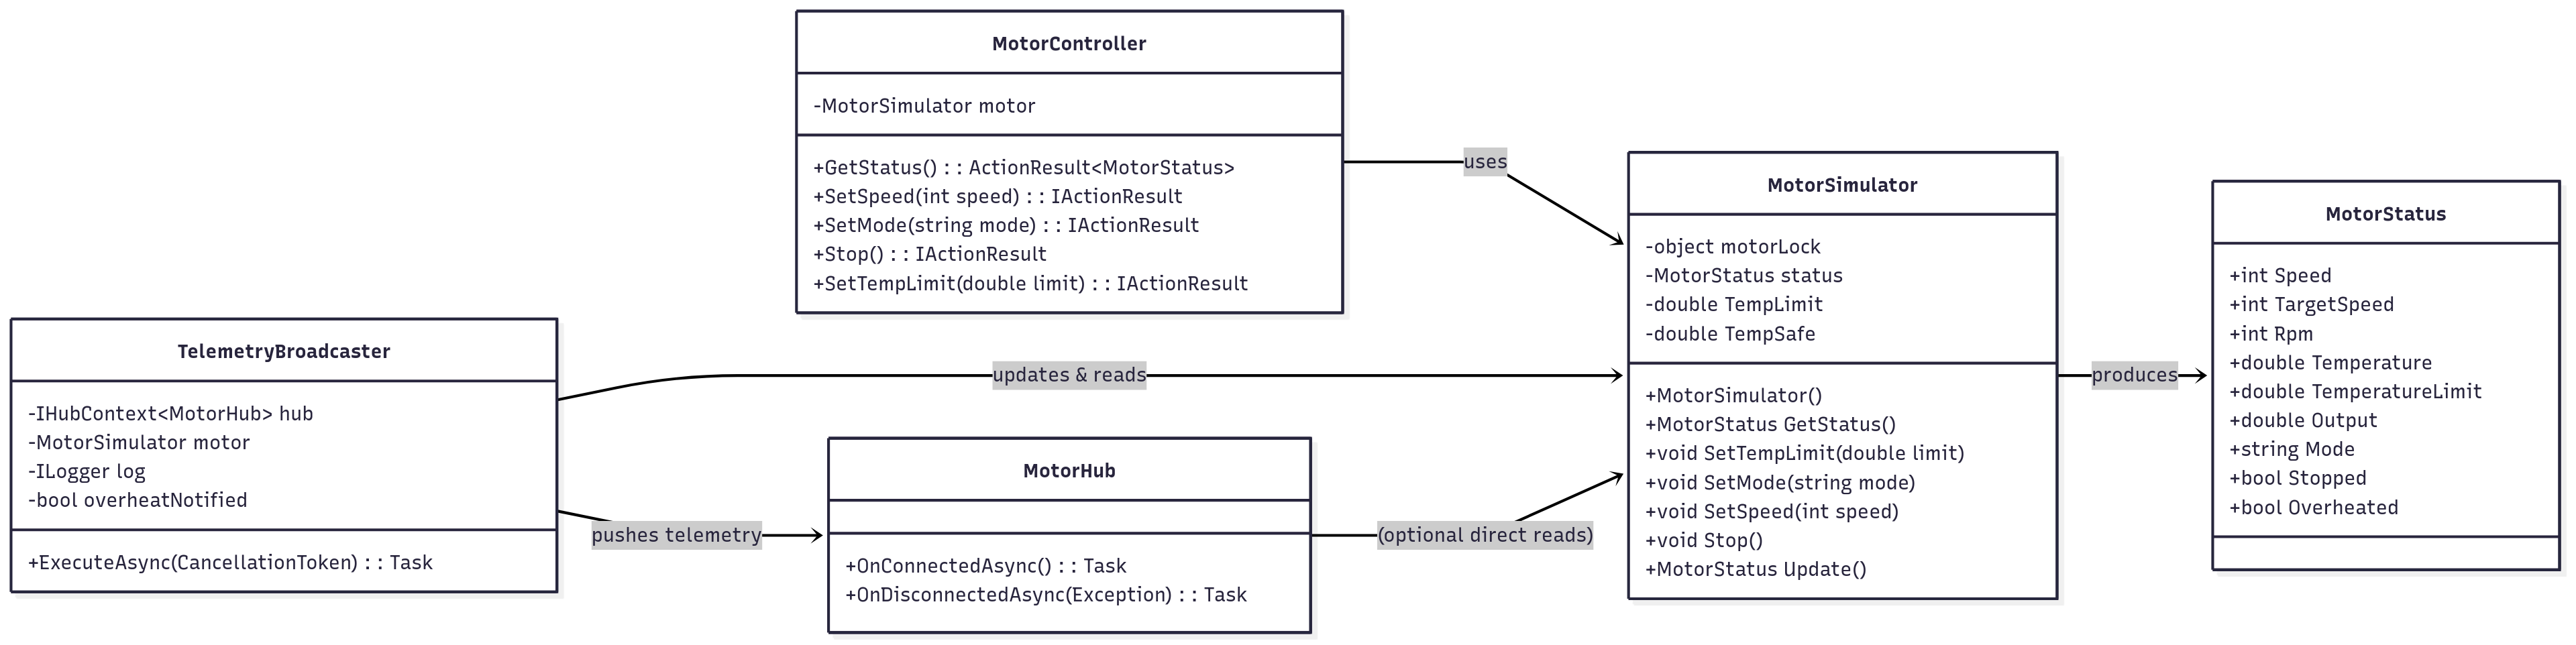 MotorController
-MotorSimulator motor
+GetStatus() : : ActionResult<MotorStatus>
+SetSpeed(int speed) : : IActionResult
+SetMode(string mode) : : IActionResult
+Stop() : : IActionResult
+SetTempLimit(double limit) : : IActionResult
uses
TelemetryBroadcaster
-IHubContext<MotorHub> hub
-MotorSimulator motor
-ILogger log
-bool overheatNotified
+ExecuteAsync(CancellationToken) : : Task
updates & reads
pushes telemetry
MotorHub
+OnConnectedAsync() : : Task
+OnDisconnectedAsync(Exception) : : Task
(optional direct reads)
MotorSimulator
-object motorLock
-MotorStatus status
-double TempLimit
-double TempSafe
+MotorSimulator()
+MotorStatus GetStatus()
+void SetTempLimit(double limit)
+void SetMode(string mode)
+void SetSpeed(int speed)
+void Stop()
+MotorStatus Update()
produces
MotorStatus
+int Speed
+int TargetSpeed
+int Rpm
+double Temperature
+double TemperatureLimit
+double Output
+string Mode
+bool Stopped
+bool Overheated